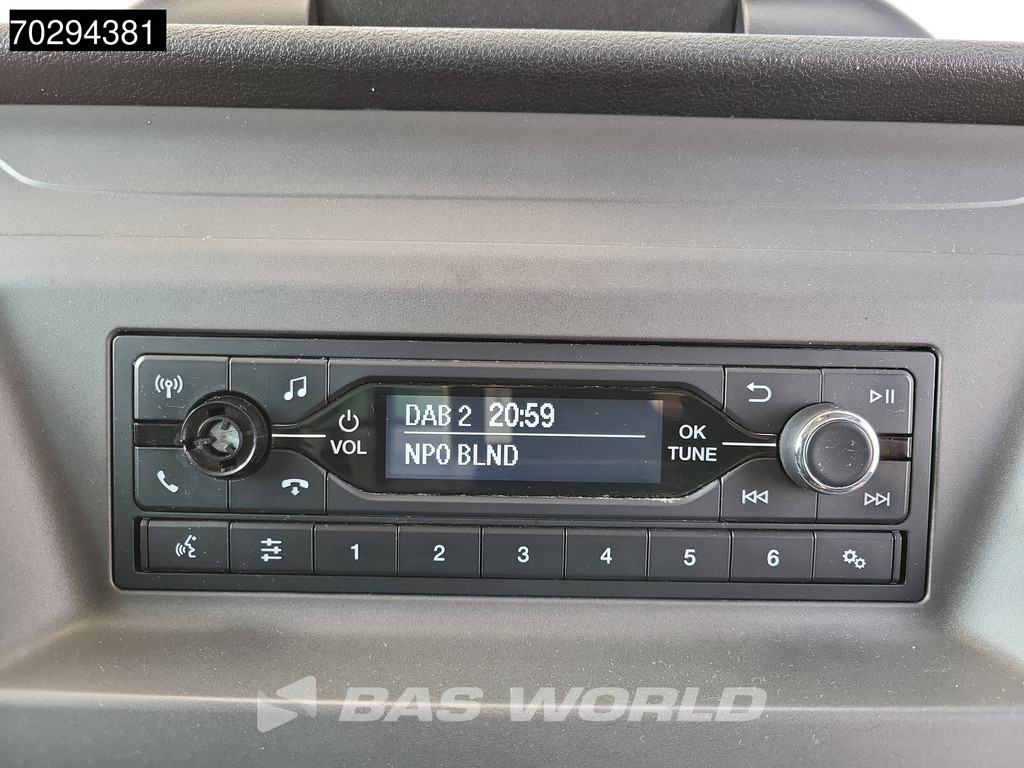 70294381
DAB 2 20:59
NPO BLND
VOL
OK
TUNE
1 2 3 4 5 6
BAS WORLD